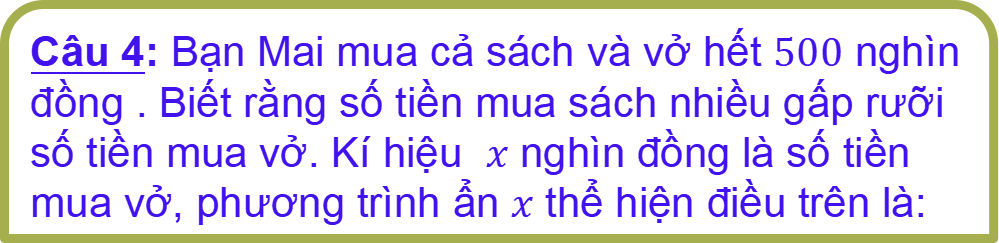 Câu 4: Bạn Mai mua cả sách và vở hết 500 nghìn
đồng . Biết rằng số tiền mua sách nhiều gấp rưỡi
số tiền mua vở. Kí hiệu x nghìn đồng là số tiền
mua vở, phương trình ẩn x thể hiện điều trên là: